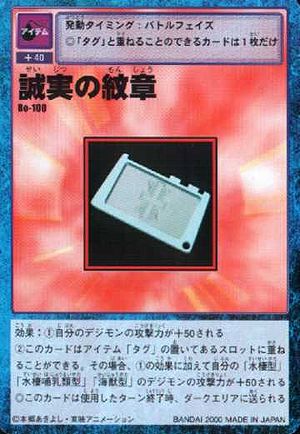 発動タイミング：バトルフェイズ
アイテム
◎「タグ」と重ねることのできるカードは1枚だけ
+40
せい じつ もん しょう
誠実の紋章
Bo-100
効果：①自分のデジモンの攻撃力が+50される
②このカードはアイテム「タグ」の置いてあるスロットに重ね
ることができる。その場合、①の効果に加えて自分の「水棲型」
「水棲哺乳類型」「海獣型」のデジモンの攻撃力が
◎このカードは使用したターン終了時、ダークエリアに送られる
©本郷あきよし・東映アニメーション
BANDAI 2000 MADE IN JAPAN